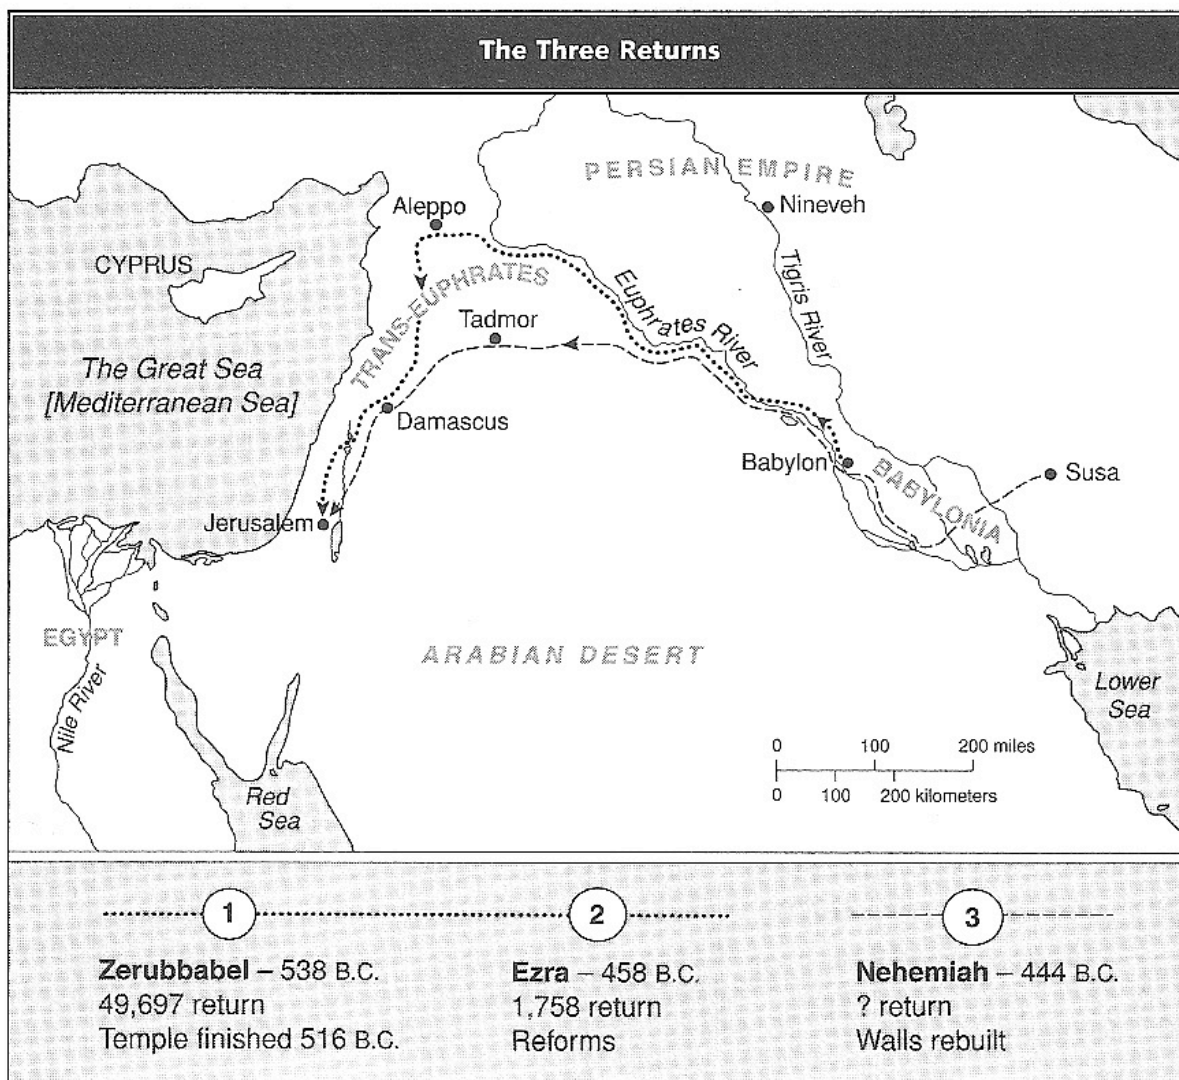 The Three Returns
PERSIAN EMPIRE
Aleppo
Nineveh
CYPRUS
TRANS-EUPHRATES
Euphrates River
Tigris River
Tadmor
The Great Sea
[Mediterranean Sea]
Damascus
Babylon
BABYLONIA
Susa
Jerusalem
EGYPT
ARABIAN DESERT
Nile River
Lower
Sea
Red
Sea
0 100 200 miles
0 100 200 kilometers
1
2
3
Zerubbabel – 538 B.C.
49,697 return
Temple finished 516 B.C.
Ezra – 458 B.C.
1,758 return
Reforms
Nehemiah – 444 B.C.
? return
Walls rebuilt